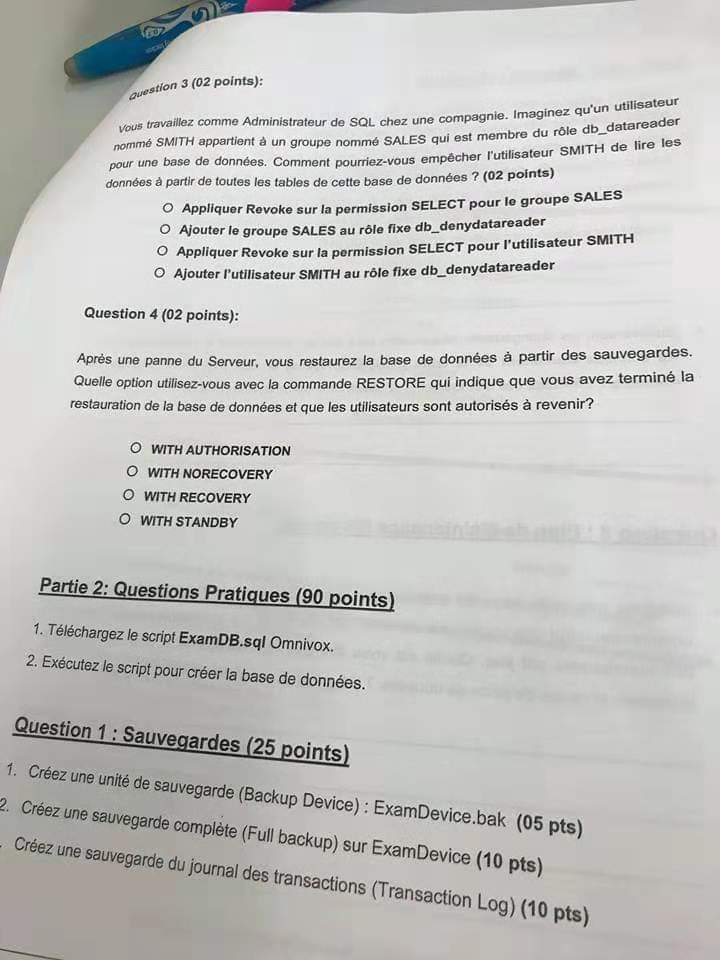 Question 3 (02 points):
Vous travaillez comme Administrateur de SQL chez une compagnie. Imaginez qu'un utilisateur
nommé SMITH appartient à un groupe nommé SALES qui est membre du rôle db_datareader
pour une base de données. Comment pourriez-vous empêcher l'utilisateur SMITH de lire les
données à partir de toutes les tables de cette base de données ? (02 points)
O Appliquer Revoke sur la permission SELECT pour le groupe SALES
O Ajouter le groupe SALES au rôle fixe db_denydatareader
O Appliquer Revoke sur la permission SELECT pour l'utilisateur SMITH
O Ajouter l'utilisateur SMITH au rôle fixe db_denydatareader
Question 4 (02 points):
Après une panne du Serveur, vous restaurez la base de données à partir des sauvegardes.
Quelle option utilisez-vous avec la commande RESTORE qui indique que vous avez terminé la
restauration de la base de données et que les utilisateurs sont autorisés à revenir?
O WITH AUTHORISATION
O WITH NORECOVERY
O WITH RECOVERY
O WITH STANDBY
Partie 2: Questions Pratiques (90 points)
1. Téléchargez le script ExamDB.sql Omnivox.
2. Exécutez le script pour créer la base de données.
Question 1 : Sauvegardes (25 points)
1. Créez une unité de sauvegarde (Backup Device) : ExamDevice.bak (05 pts)
2. Créez une sauvegarde complète (Full backup) sur ExamDevice (10 pts)
Créez une sauvegarde du journal des transactions (Transaction Log) (10 pts)